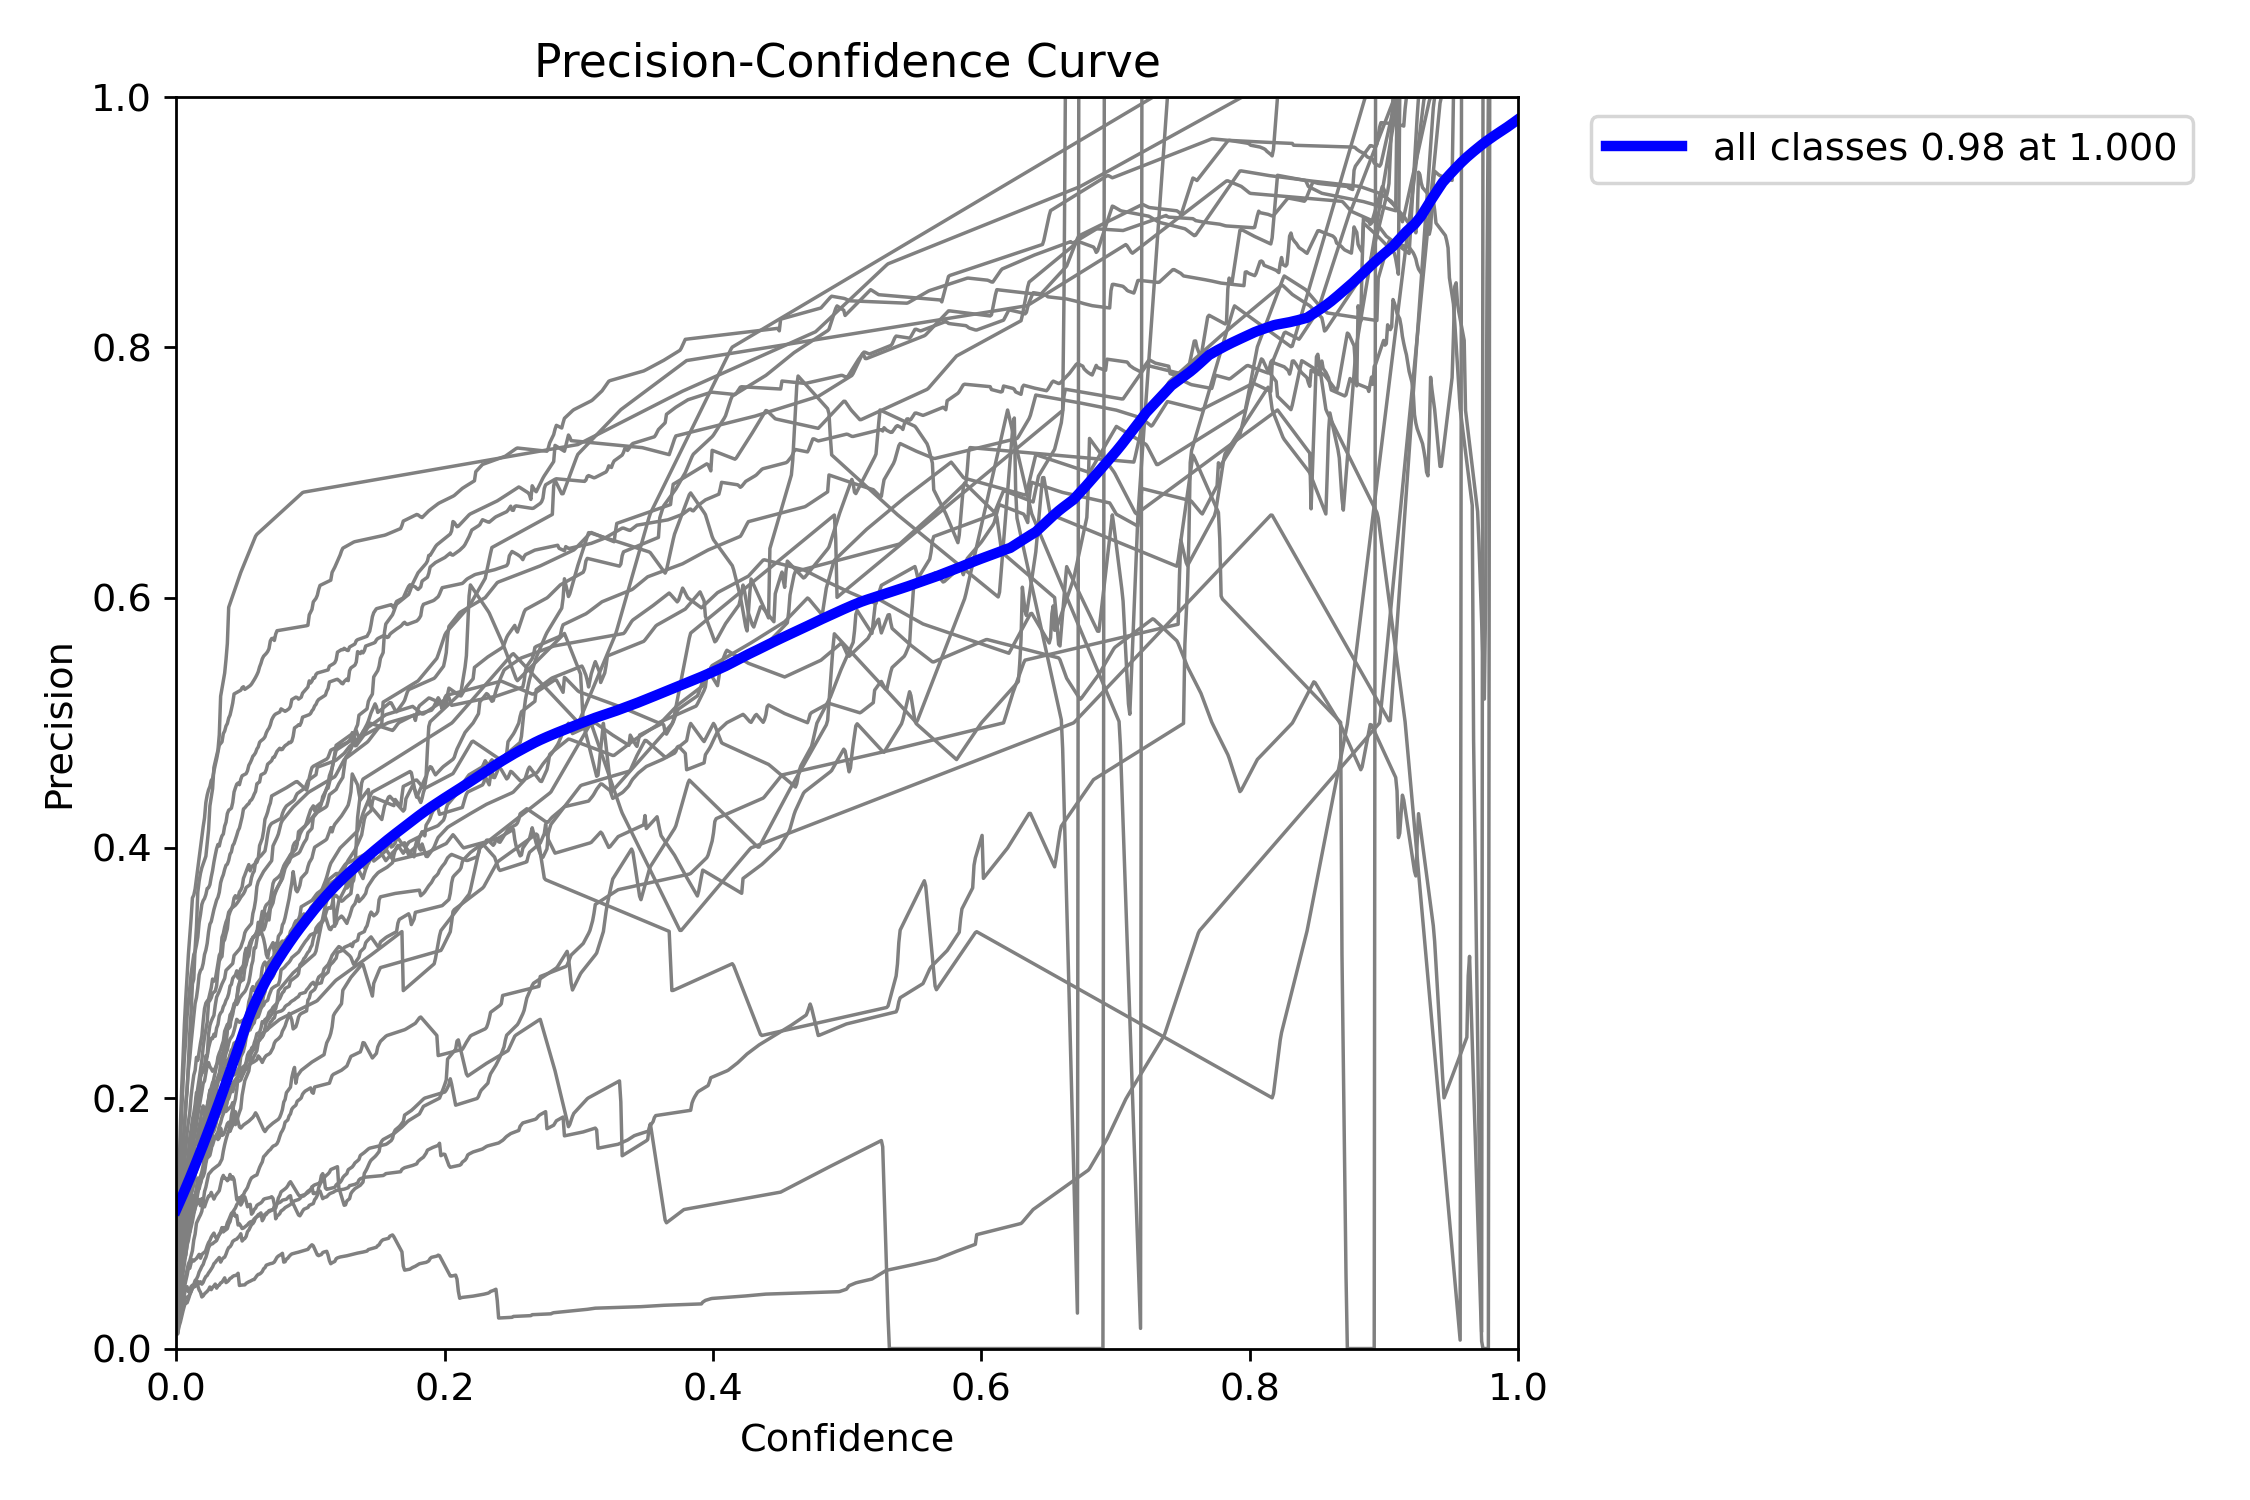 Precision-Confidence Curve
all classes 0.98 at 1.000
Precision
1.0
0.8
0.6
0.4
0.2
0.0
0.0 0.2 0.4 0.6 0.8 1.0
Confidence